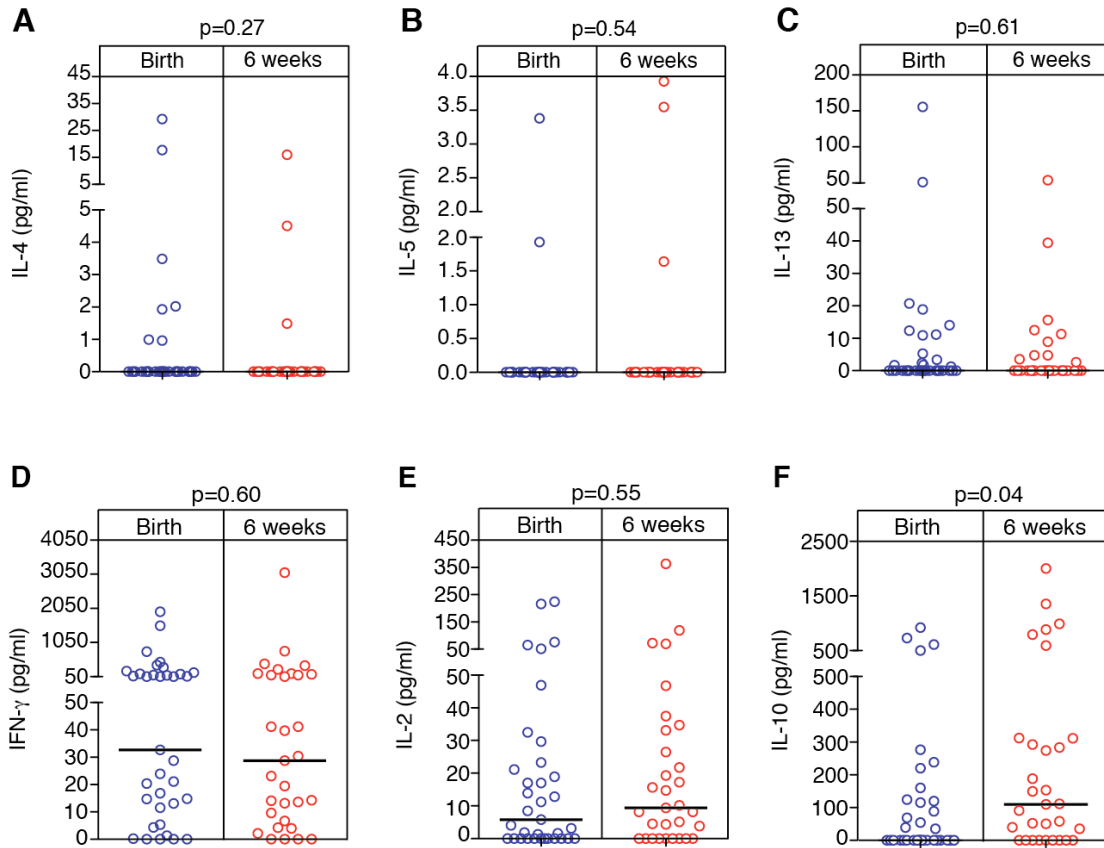 A
p=0.27
Birth 6 weeks
IL-4 (pg/ml)
45
35
25
15
5
5
4
3
2
1
0
B
p=0.54
Birth 6 weeks
IL-5 (pg/ml)
4.0
3.5
3.0
2.5
2.0
2.0
1.5
1.0
0.5
0.0
C
p=0.61
Birth 6 weeks
IL-13 (pg/ml)
200
150
100
50
50
40
30
20
10
0
D
p=0.60
Birth 6 weeks
IFN-γ (pg/ml)
4050
3050
2050
1050
50
50
40
30
20
10
0
E
p=0.55
Birth 6 weeks
IL-2 (pg/ml)
450
350
250
150
50
50
40
30
20
10
0
F
p=0.04
Birth 6 weeks
IL-10 (pg/ml)
2500
1500
500
500
400
300
200
100
0